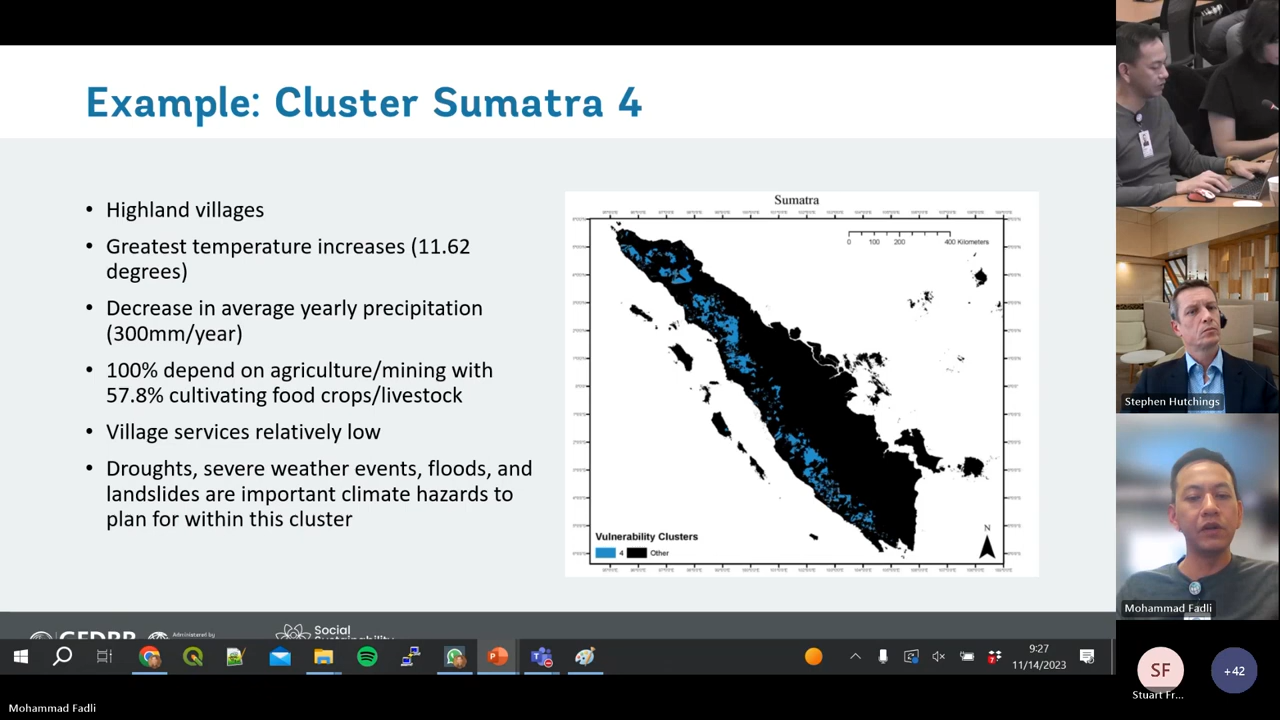 Example: Cluster Sumatra 4
• Highland villages
• Greatest temperature increases (11.62
degrees)
• Decrease in average yearly precipitation
(300mm/year)
• 100% depend on agriculture/mining with
57.8% cultivating food crops/livestock
• Village services relatively low
• Droughts, severe weather events, floods, and
landslides are important climate hazards to
plan for within this cluster
Sumatra
0 100 200 400 Kilometers
N
Vulnerability Clusters
4 Other
GFDRR
Administered by
Social
Sustainability
9:27
11/14/2023
Mohammad Fadli
Stephen Hutchings
Mohammad Fadli
SF
+42
Stuart Fr...